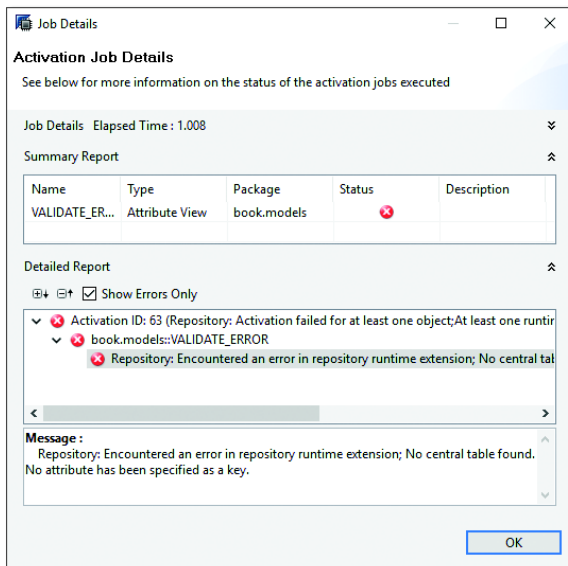 Job Details
Activation Job Details
See below for more information on the status of the activation jobs executed
Job Details Elapsed Time : 1.008
Summary Report
Name Type Package Status Description
VALIDATE_ER... Attribute View book.models
Detailed Report
Show Errors Only
Activation ID: 63 (Repository: Activation failed for at least one object;At least one runtir
book.models::VALIDATE_ERROR
Repository: Encountered an error in repository runtime extension; No central tab
Message :
Repository: Encountered an error in repository runtime extension; No central table found.
No attribute has been specified as a key.
OK